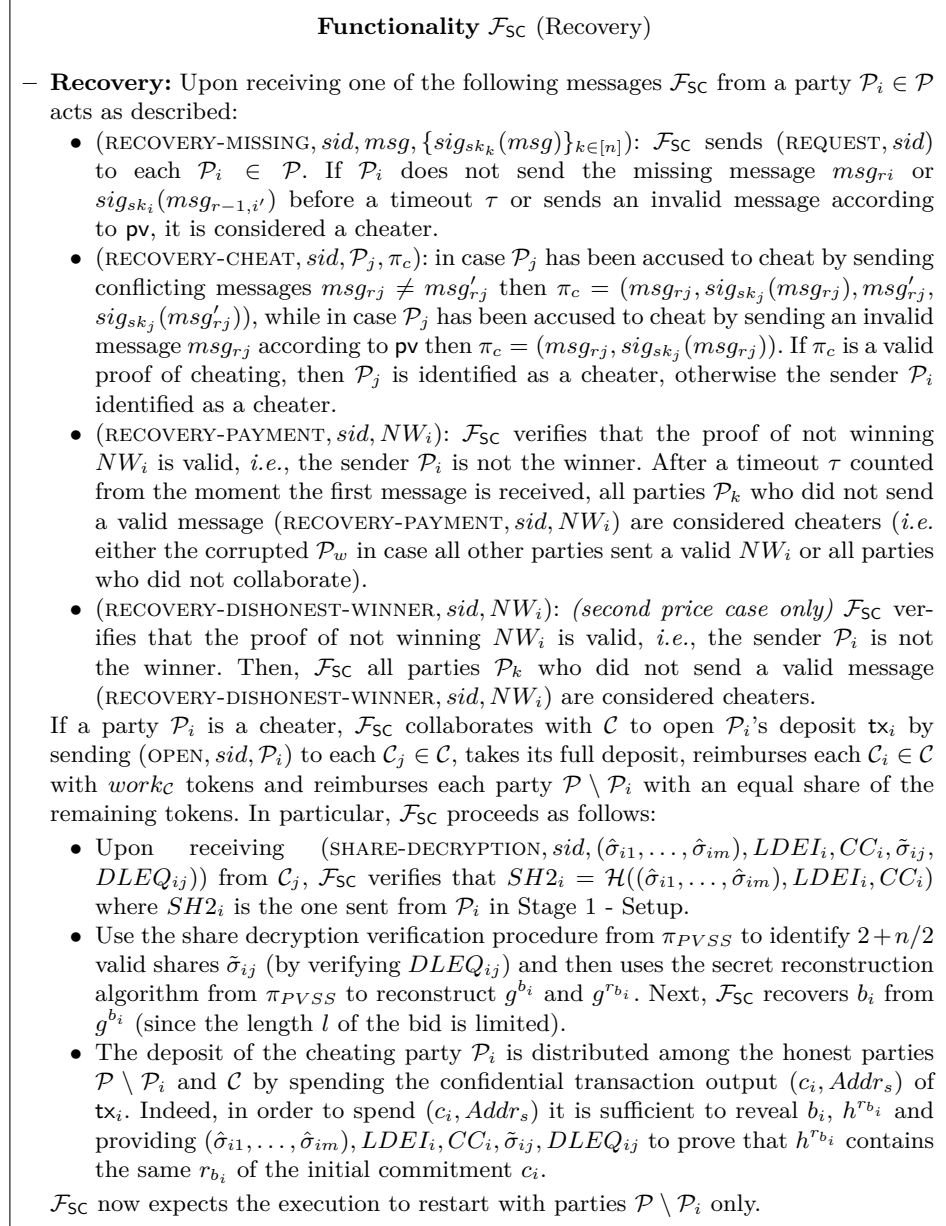 Functionality 𝓕_SC (Recovery)
– Recovery: Upon receiving one of the following messages 𝓕_SC from a party 𝒫_i ∈ 𝒫
acts as described:
• (RECOVERY-MISSING, sid, msg, {sig_{sk_k}(msg)}_{k∈[n]}): 𝓕_SC sends (REQUEST, sid)
to each 𝒫_i ∈ 𝒫. If 𝒫_i does not send the missing message msg_{ri} or
sig_{sk_i}(msg_{r−1,i′}) before a timeout τ or sends an invalid message according
to pv, it is considered a cheater.
• (RECOVERY-CHEAT, sid, 𝒫_j, π_c): in case 𝒫_j has been accused to cheat by sending
conflicting messages msg_{rj} ≠ msg′_{rj} then π_c = (msg_{rj}, sig_{sk_j}(msg_{rj}), msg′_{rj},
sig_{sk_j}(msg′_{rj})), while in case 𝒫_j has been accused to cheat by sending an invalid
message msg_{rj} according to pv then π_c = (msg_{rj}, sig_{sk_j}(msg_{rj})). If π_c is a valid
proof of cheating, then 𝒫_j is identified as a cheater, otherwise the sender 𝒫_i
identified as a cheater.
• (RECOVERY-PAYMENT, sid, NW_i): 𝓕_SC verifies that the proof of not winning
NW_i is valid, i.e., the sender 𝒫_i is not the winner. After a timeout τ counted
from the moment the first message is received, all parties 𝒫_k who did not send
a valid message (RECOVERY-PAYMENT, sid, NW_i) are considered cheaters (i.e.
either the corrupted 𝒫_w in case all other parties sent a valid NW_i or all parties
who did not collaborate).
• (RECOVERY-DISHONEST-WINNER, sid, NW_i): (second price case only) 𝓕_SC ver-
ifies that the proof of not winning NW_i is valid, i.e., the sender 𝒫_i is not
the winner. Then, 𝓕_SC all parties 𝒫_k who did not send a valid message
(RECOVERY-DISHONEST-WINNER, sid, NW_i) are considered cheaters.
If a party 𝒫_i is a cheater, 𝓕_SC collaborates with 𝒞 to open 𝒫_i's deposit tx_i by
sending (OPEN, sid, 𝒫_i) to each 𝒞_j ∈ 𝒞, takes its full deposit, reimburses each 𝒞_i ∈ 𝒞
with work_𝒞 tokens and reimburses each party 𝒫 \ 𝒫_i with an equal share of the
remaining tokens. In particular, 𝓕_SC proceeds as follows:
• Upon receiving (SHARE-DECRYPTION, sid, (σ̂_{i1}, . . . , σ̂_{im}), LDEI_i, CC_i, σ̃_{ij},
DLEQ_{ij})) from 𝒞_j, 𝓕_SC verifies that SH2_i = ℋ((σ̂_{i1}, . . . , σ̂_{im}), LDEI_i, CC_i)
where SH2_i is the one sent from 𝒫_i in Stage 1 - Setup.
• Use the share decryption verification procedure from π_{PVSS} to identify 2 + n/2
valid shares σ̃_{ij} (by verifying DLEQ_{ij}) and then uses the secret reconstruction
algorithm from π_{PVSS} to reconstruct g^{b_i} and g^{r_{b_i}}. Next, 𝓕_SC recovers b_i from
g^{b_i} (since the length l of the bid is limited).
• The deposit of the cheating party 𝒫_i is distributed among the honest parties
𝒫 \ 𝒫_i and 𝒞 by spending the confidential transaction output (c_i, Addr_s) of
tx_i. Indeed, in order to spend (c_i, Addr_s) it is sufficient to reveal b_i, h^{r_{b_i}} and
providing (σ̂_{i1}, . . . , σ̂_{im}), LDEI_i, CC_i, σ̃_{ij}, DLEQ_{ij} to prove that h^{r_{b_i}} contains
the same r_{b_i} of the initial commitment c_i.
𝓕_SC now expects the execution to restart with parties 𝒫 \ 𝒫_i only.